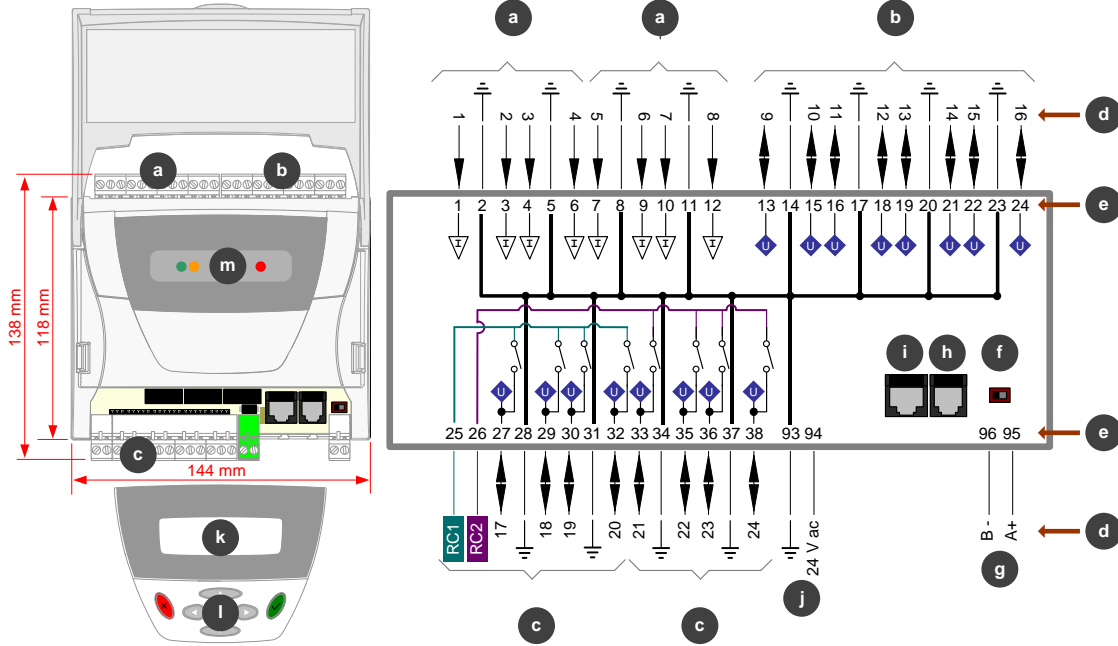 a a b
1 2 3 4 5 6 7 8 9 10 11 12 13 14 15 16 d
a b
1 2 3 4 5 6 7 8 9 10 11 12 13 14 15 16 17 18 19 20 21 22 23 24 e
I I I I I I I I U U U U U U U U
m
138 mm
118 mm
i h f
U U U U U U U U
25 26 27 28 29 30 31 32 33 34 35 36 37 38 93 94 96 95 e
c
144 mm
RC1 RC2 17 18 19 20 21 22 23 24 24 V ac B - A+ d
k
g
j
l
c c